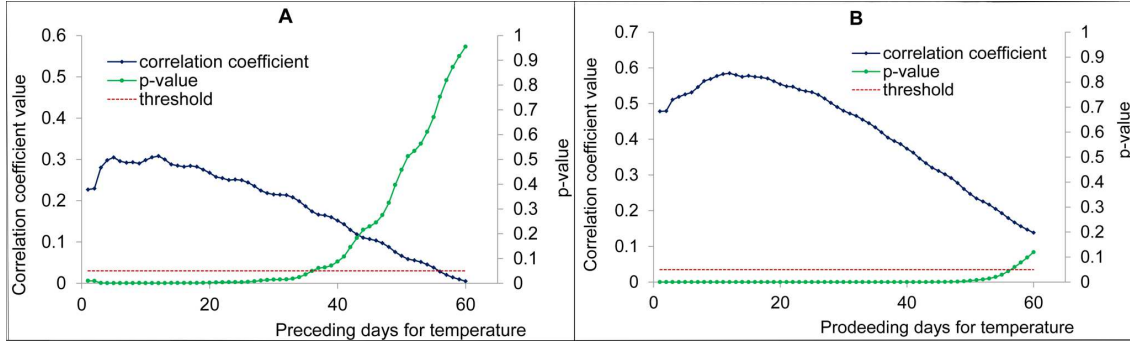 A
Correlation coefficient value
0.6
0.5
0.4
0.3
0.2
0.1
0
correlation coefficient
p-value
threshold
1
0.9
0.8
0.7
0.6
0.5
0.4
0.3
0.2
0.1
0
p-value
0 20 40 60
Preceding days for temperature
B
Correlation coefficient value
0.7
0.6
0.5
0.4
0.3
0.2
0.1
0
correlation coefficient
p-value
threshold
1
0.9
0.8
0.7
0.6
0.5
0.4
0.3
0.2
0.1
0
p-value
0 20 40 60
Prodeeding days for temperature